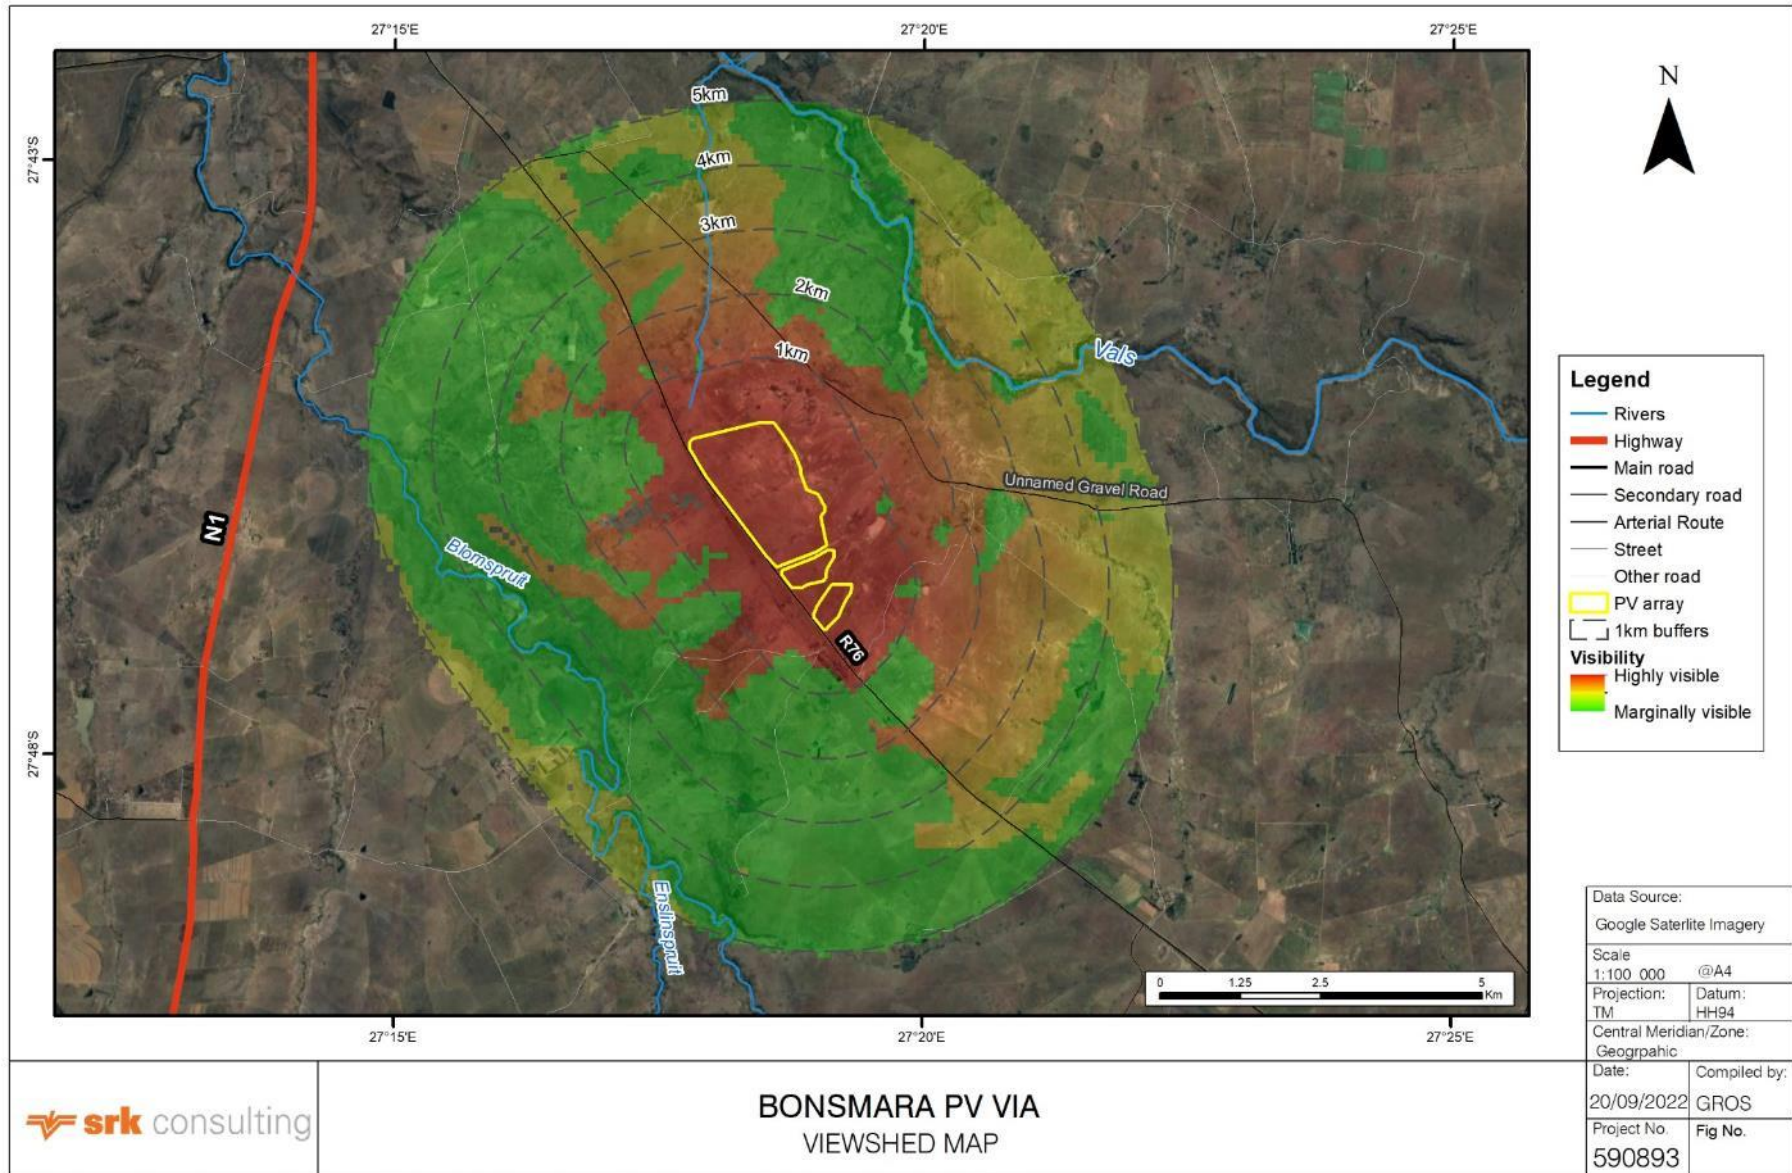 27°15'E
27°20'E
27°25'E
27°43'S
27°48'S
5km
4km
3km
2km
1km
Vals
Unnamed Gravel Road
N1
Blomspruit
R76
Enslinspruit
0 1.25 2.5 5
Km
27°15'E
27°20'E
27°25'E
N
Legend
Rivers
Highway
Main road
Secondary road
Arterial Route
Street
Other road
PV array
1km buffers
Visibility
Highly visible
Marginally visible
Data Source:
Google Saterlite Imagery
Scale
1:100 000 @A4
Projection: Datum:
TM HH94
Central Meridian/Zone:
Geogrpahic
Date: Compiled by:
20/09/2022 GROS
Project No. Fig No.
590893
srk consulting
BONSMARA PV VIA
VIEWSHED MAP